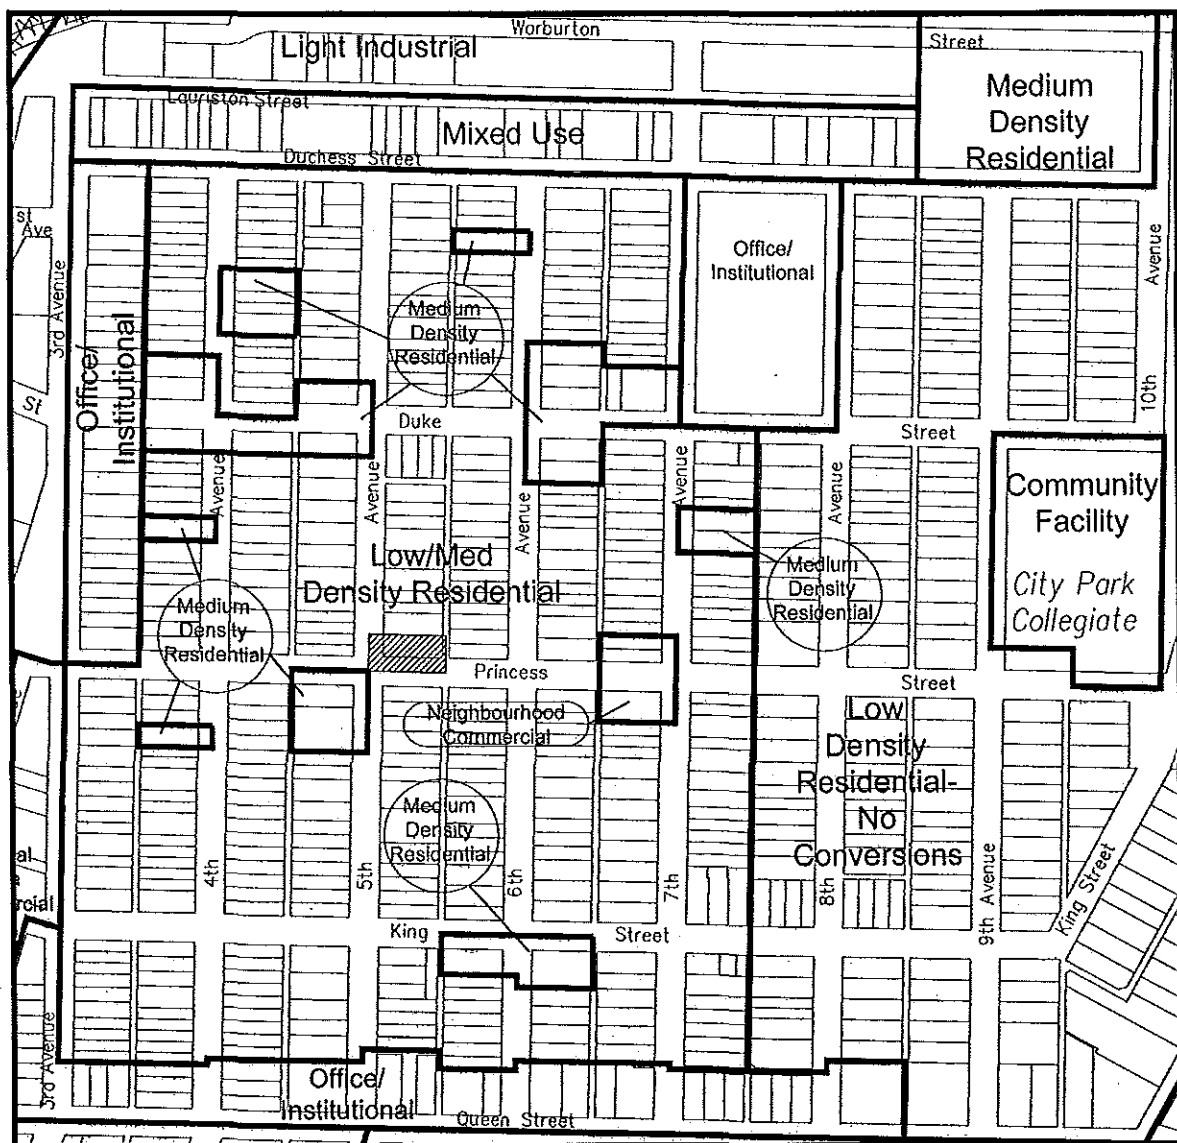 Worburton
Street
Light Industrial
Medium
Density
Residential
Lauriston Street
Mixed Use
Duchess Street
st
Ave
3rd Avenue
St
Office/
Institutional
Office/
Institutional
Medium
Density
Residential
10th Avenue
Duke
Street
Avenue
Avenue
Avenue
Avenue
Avenue
Community
Facility
City Park
Collegiate
Low/Med
Density Residential
Medium
Density
Residential
Medium
Density
Residential
Princess
Street
Neighbourhood
Commercial
Low
Density
Residential-
No
Conversions
Medium
Density
Residential
al
rcial
4th
5th
6th
7th
8th
9th Avenue
King Street
King
Street
3rd Avenue
Office/
Institutional
Queen Street